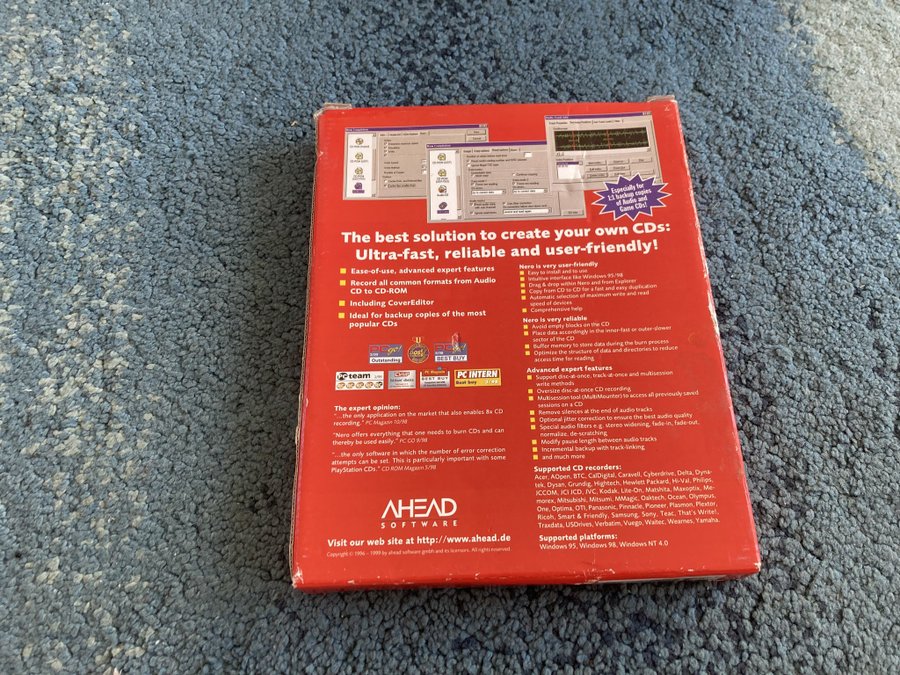 Especially for
1:1 backup copies
of Audio and
Game CDs!
The best solution to create your own CDs:
Ultra-fast, reliable and user-friendly!
Ease-of-use, advanced expert features
Record all common formats from Audio
CD to CD-ROM
Including CoverEditor
Ideal for backup copies of the most
popular CDs
Outstanding
BEST BUY
PC team
BEST BUY
PC INTERN
Best buy
The expert opinion:
"...the only application on the market that also enables 8x CD
recording." PC Magazin 10/98
"Nero offers everything one needs to burn CDs and can
thereby be used easily." PC GO 9/98
"...the only software in which the number of error correction
attempts can be set. This is particularly important with some
PlayStation CDs." CD ROM Magazin 5/98
AHEAD
SOFTWARE
Visit our web site at http://www.ahead.de
Copyright © 1996 – 1999 by ahead software gmbh and its licensors. All rights reserved.
Nero is very user-friendly
Easy to install and to use
Intuitive interface like Windows 95/98
Drag & drop within Nero and from Explorer
Copy from CD to CD for a fast and easy duplication
Automatic selection of maximum write and read
speed of devices
Comprehensive help
Nero is very reliable
Avoid empty blocks on the CD
Place data accordingly in the inner-fast or outer-slower
sector of the CD
Buffer memory to store data during the burn process
Optimize the structure of data and directories to reduce
access time for reading
Advanced expert features
Support disc-at-once, track-at-once and multisession
write methods
Oversize disc-at-once CD recording
Multisession tool (MultiMounter) to access all previously saved
sessions on a CD
Remove silences at the end of audio tracks
Optional jitter correction to ensure the best audio quality
Special audio filters e.g. stereo widening, fade-in, fade-out,
normalize, de-scratching
Modify pause length between audio tracks
Incremental backup with track-linking
and much more
Supported CD recorders:
Acer, AOpen, BTC, CalDigital, Caravell, Cyberdrive, Delta, Dyna-
tek, Dysan, Grundig, Hightech, Hewlett Packard, Hi-Val, Philips,
JCCOM, JCI ICD, JVC, Kodak, Lite-On, Matshita, Maxoptix, Me-
morex, Mitsubishi, Mitsumi, MMagic, Oaktech, Ocean, Olympus,
One, Optima, OTI, Panasonic, Pinnacle, Pioneer, Plasmon, Plextor,
Ricoh, Smart & Friendly, Samsung, Sony, Teac, That's Write!,
Traxdata, USDrives, Verbatim, Vuego, Waitec, Wearnes, Yamaha.
Supported platforms:
Windows 95, Windows 98, Windows NT 4.0